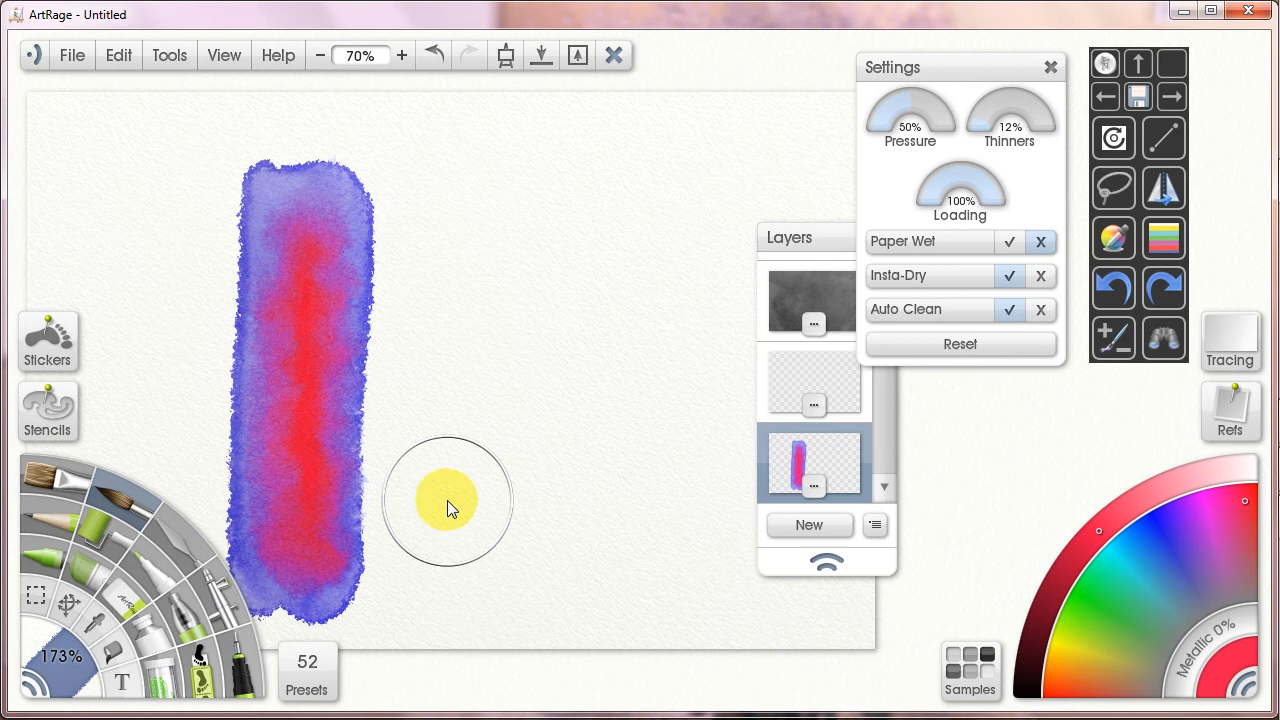 ArtRage - Untitled
File Edit Tools View Help − 70% +
Settings
50% 12%
Pressure Thinners
100%
Loading
Paper Wet X
Insta-Dry X
Auto Clean X
Reset
Layers
New
Stickers
Stencils
Tracing
Refs
173%
T
52
Presets
Samples
Metallic 0%